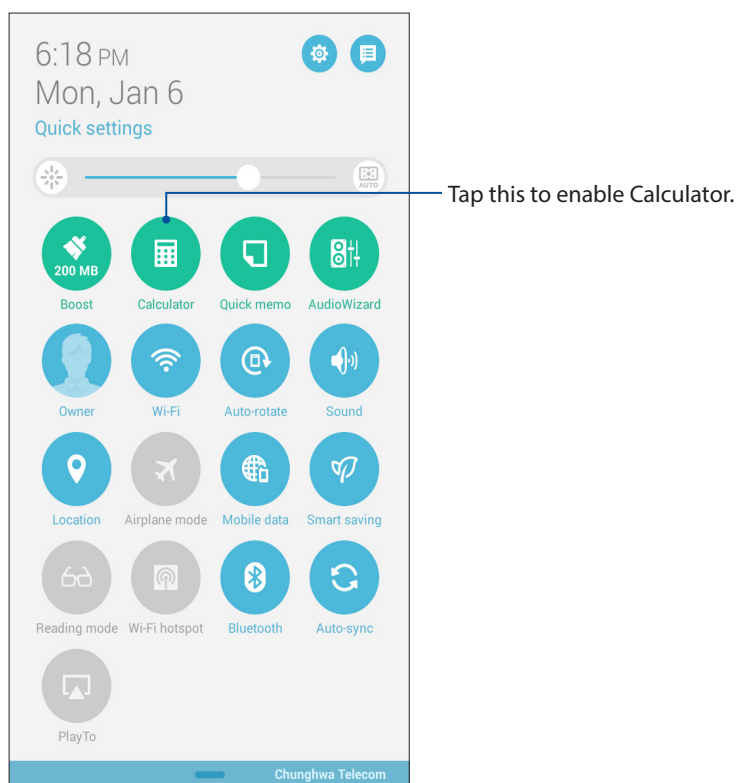 6:18 PM
Mon, Jan 6
Quick settings
AUTO
Tap this to enable Calculator.
200 MB
Boost Calculator Quick memo AudioWizard
Owner Wi-Fi Auto-rotate Sound
Location Airplane mode Mobile data Smart saving
Reading mode Wi-Fi hotspot Bluetooth Auto-sync
PlayTo
Chunghwa Telecom